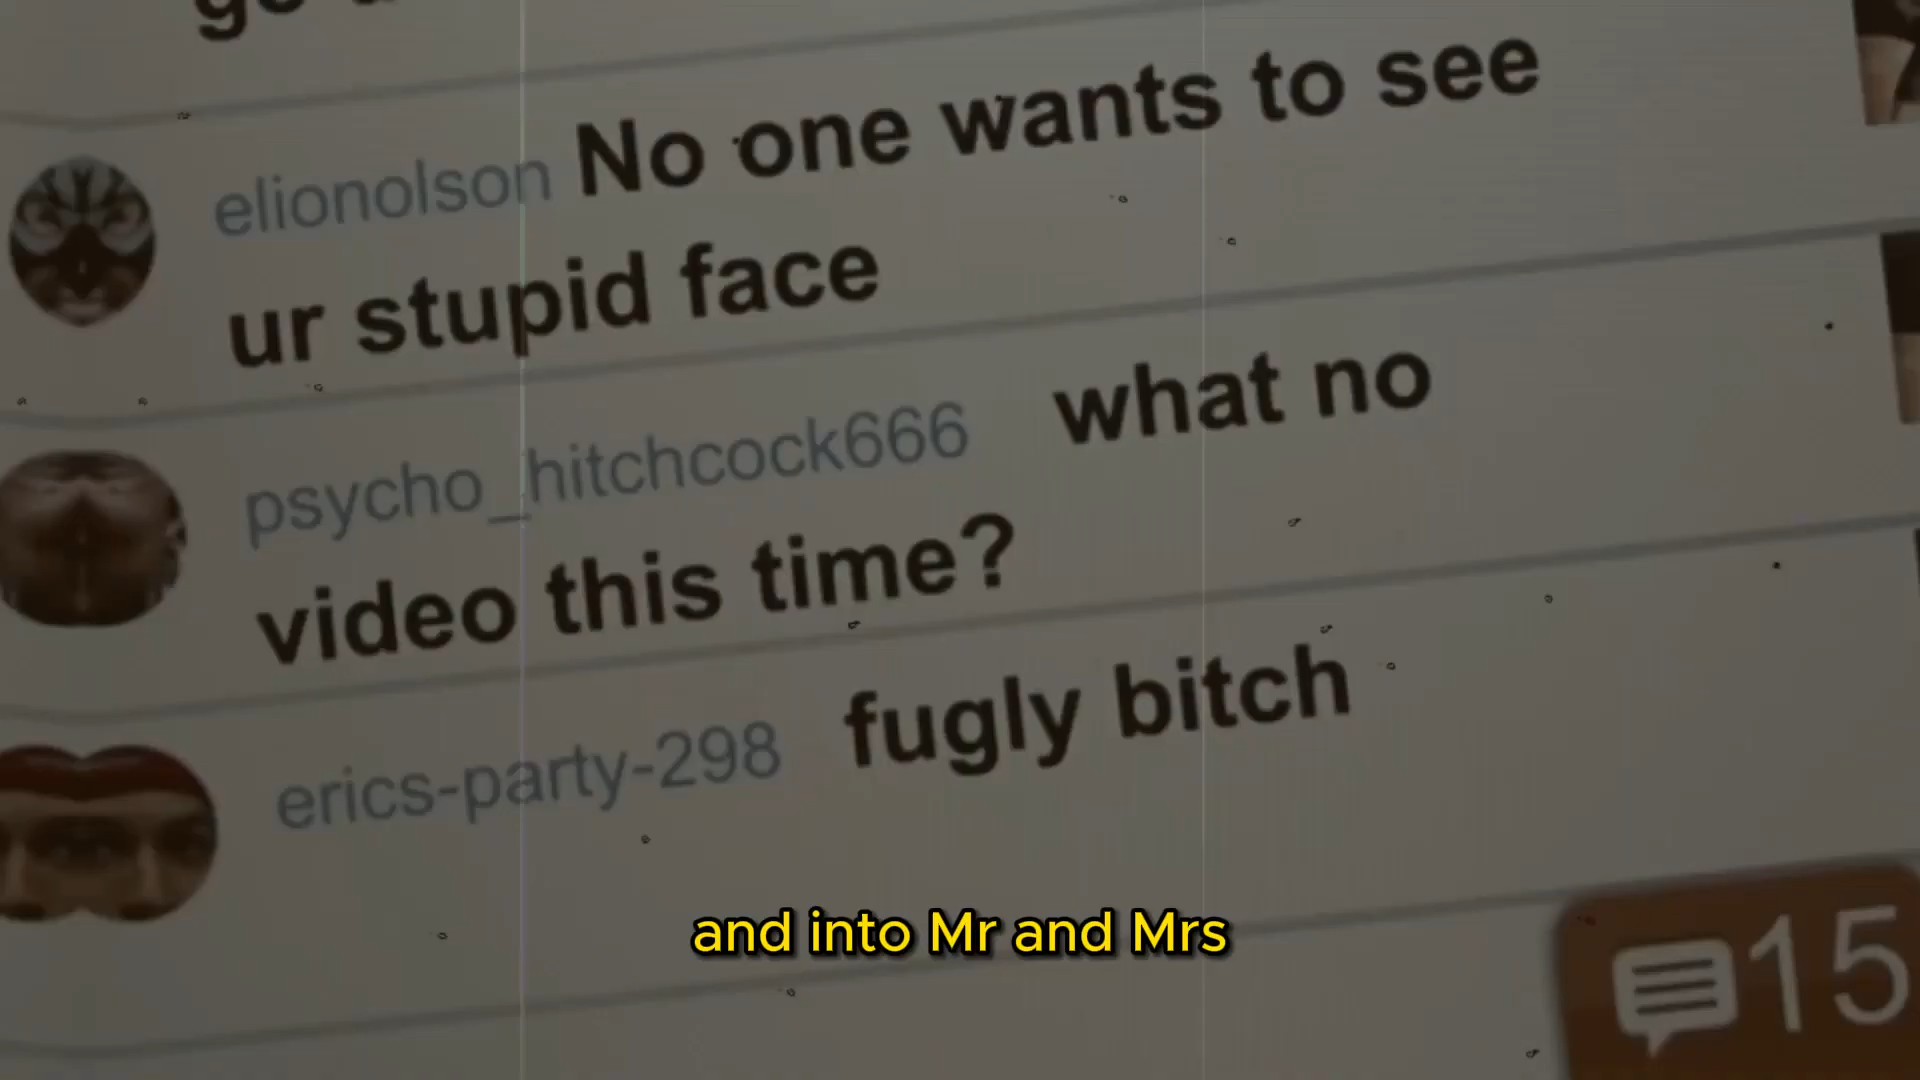 elionolson No one wants to see
ur stupid face
psycho_hitchcock666 what no
video this time?
erics-party-298 fugly bitch
and into Mr and Mrs
15